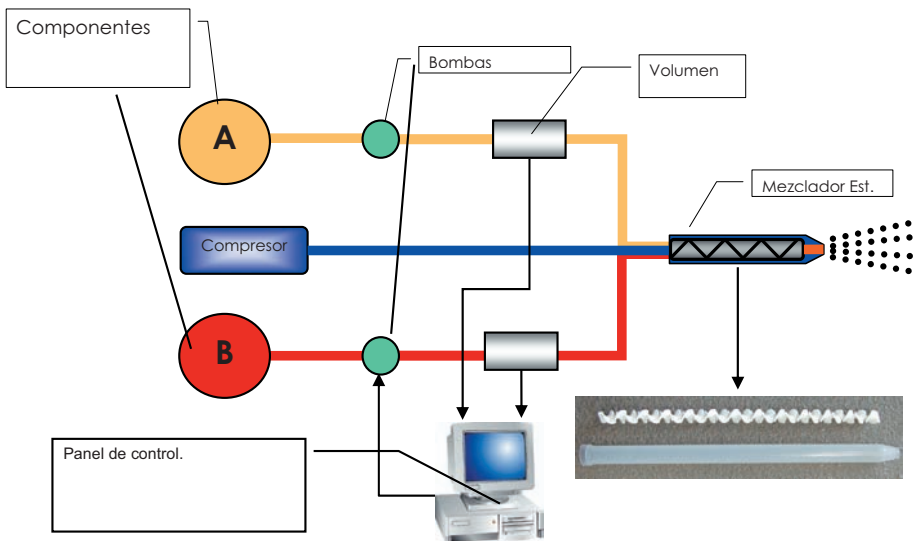 Componentes
Bombas
Volumen
A
Mezclador Est.
Compresor
B
Panel de control.